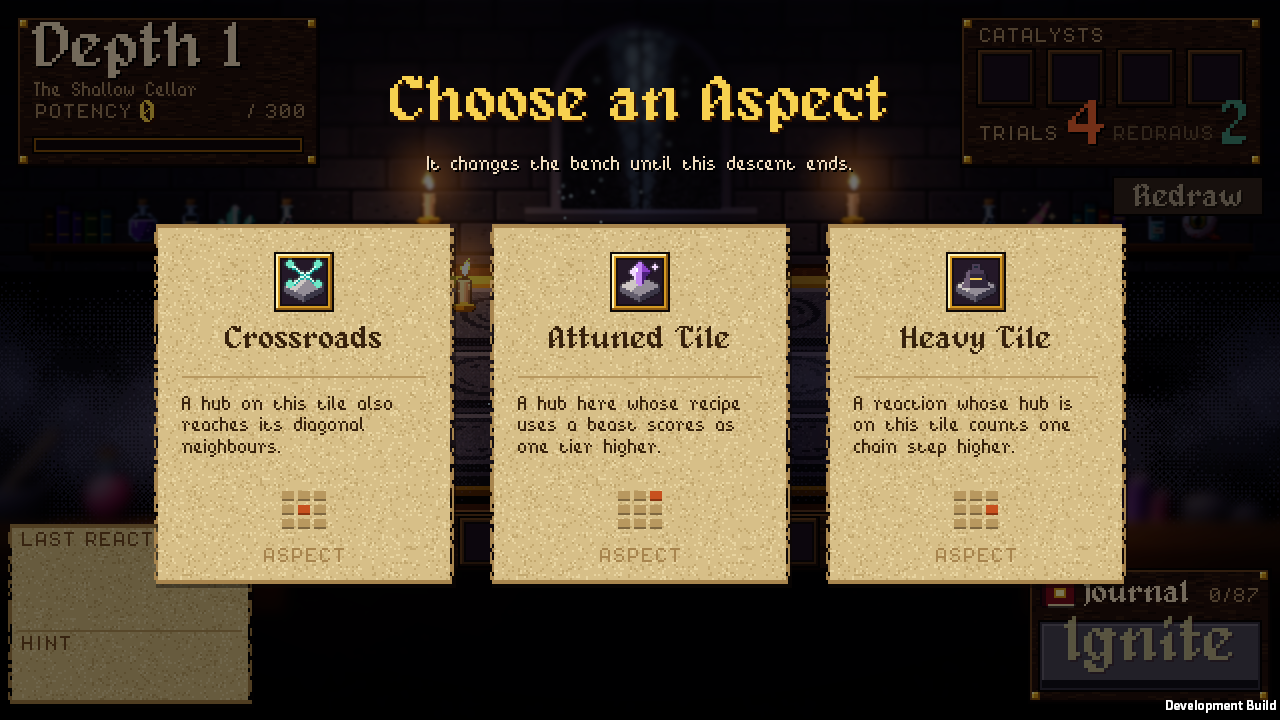 Depth 1
The Shallow Cellar
POTENCY 0 / 300
Choose an Aspect
It changes the bench until this descent ends.
CATALYSTS
TRIALS 4 REDRAWS 2
Redraw
Crossroads
A hub on this tile also
reaches its diagonal
neighbours.
ASPECT
Attuned Tile
A hub here whose recipe
uses a beast scores as
one tier higher.
ASPECT
Heavy Tile
A reaction whose hub is
on this tile counts one
chain step higher.
ASPECT
LAST REACT
HINT
Journal 0/87
Ignite
Development Build